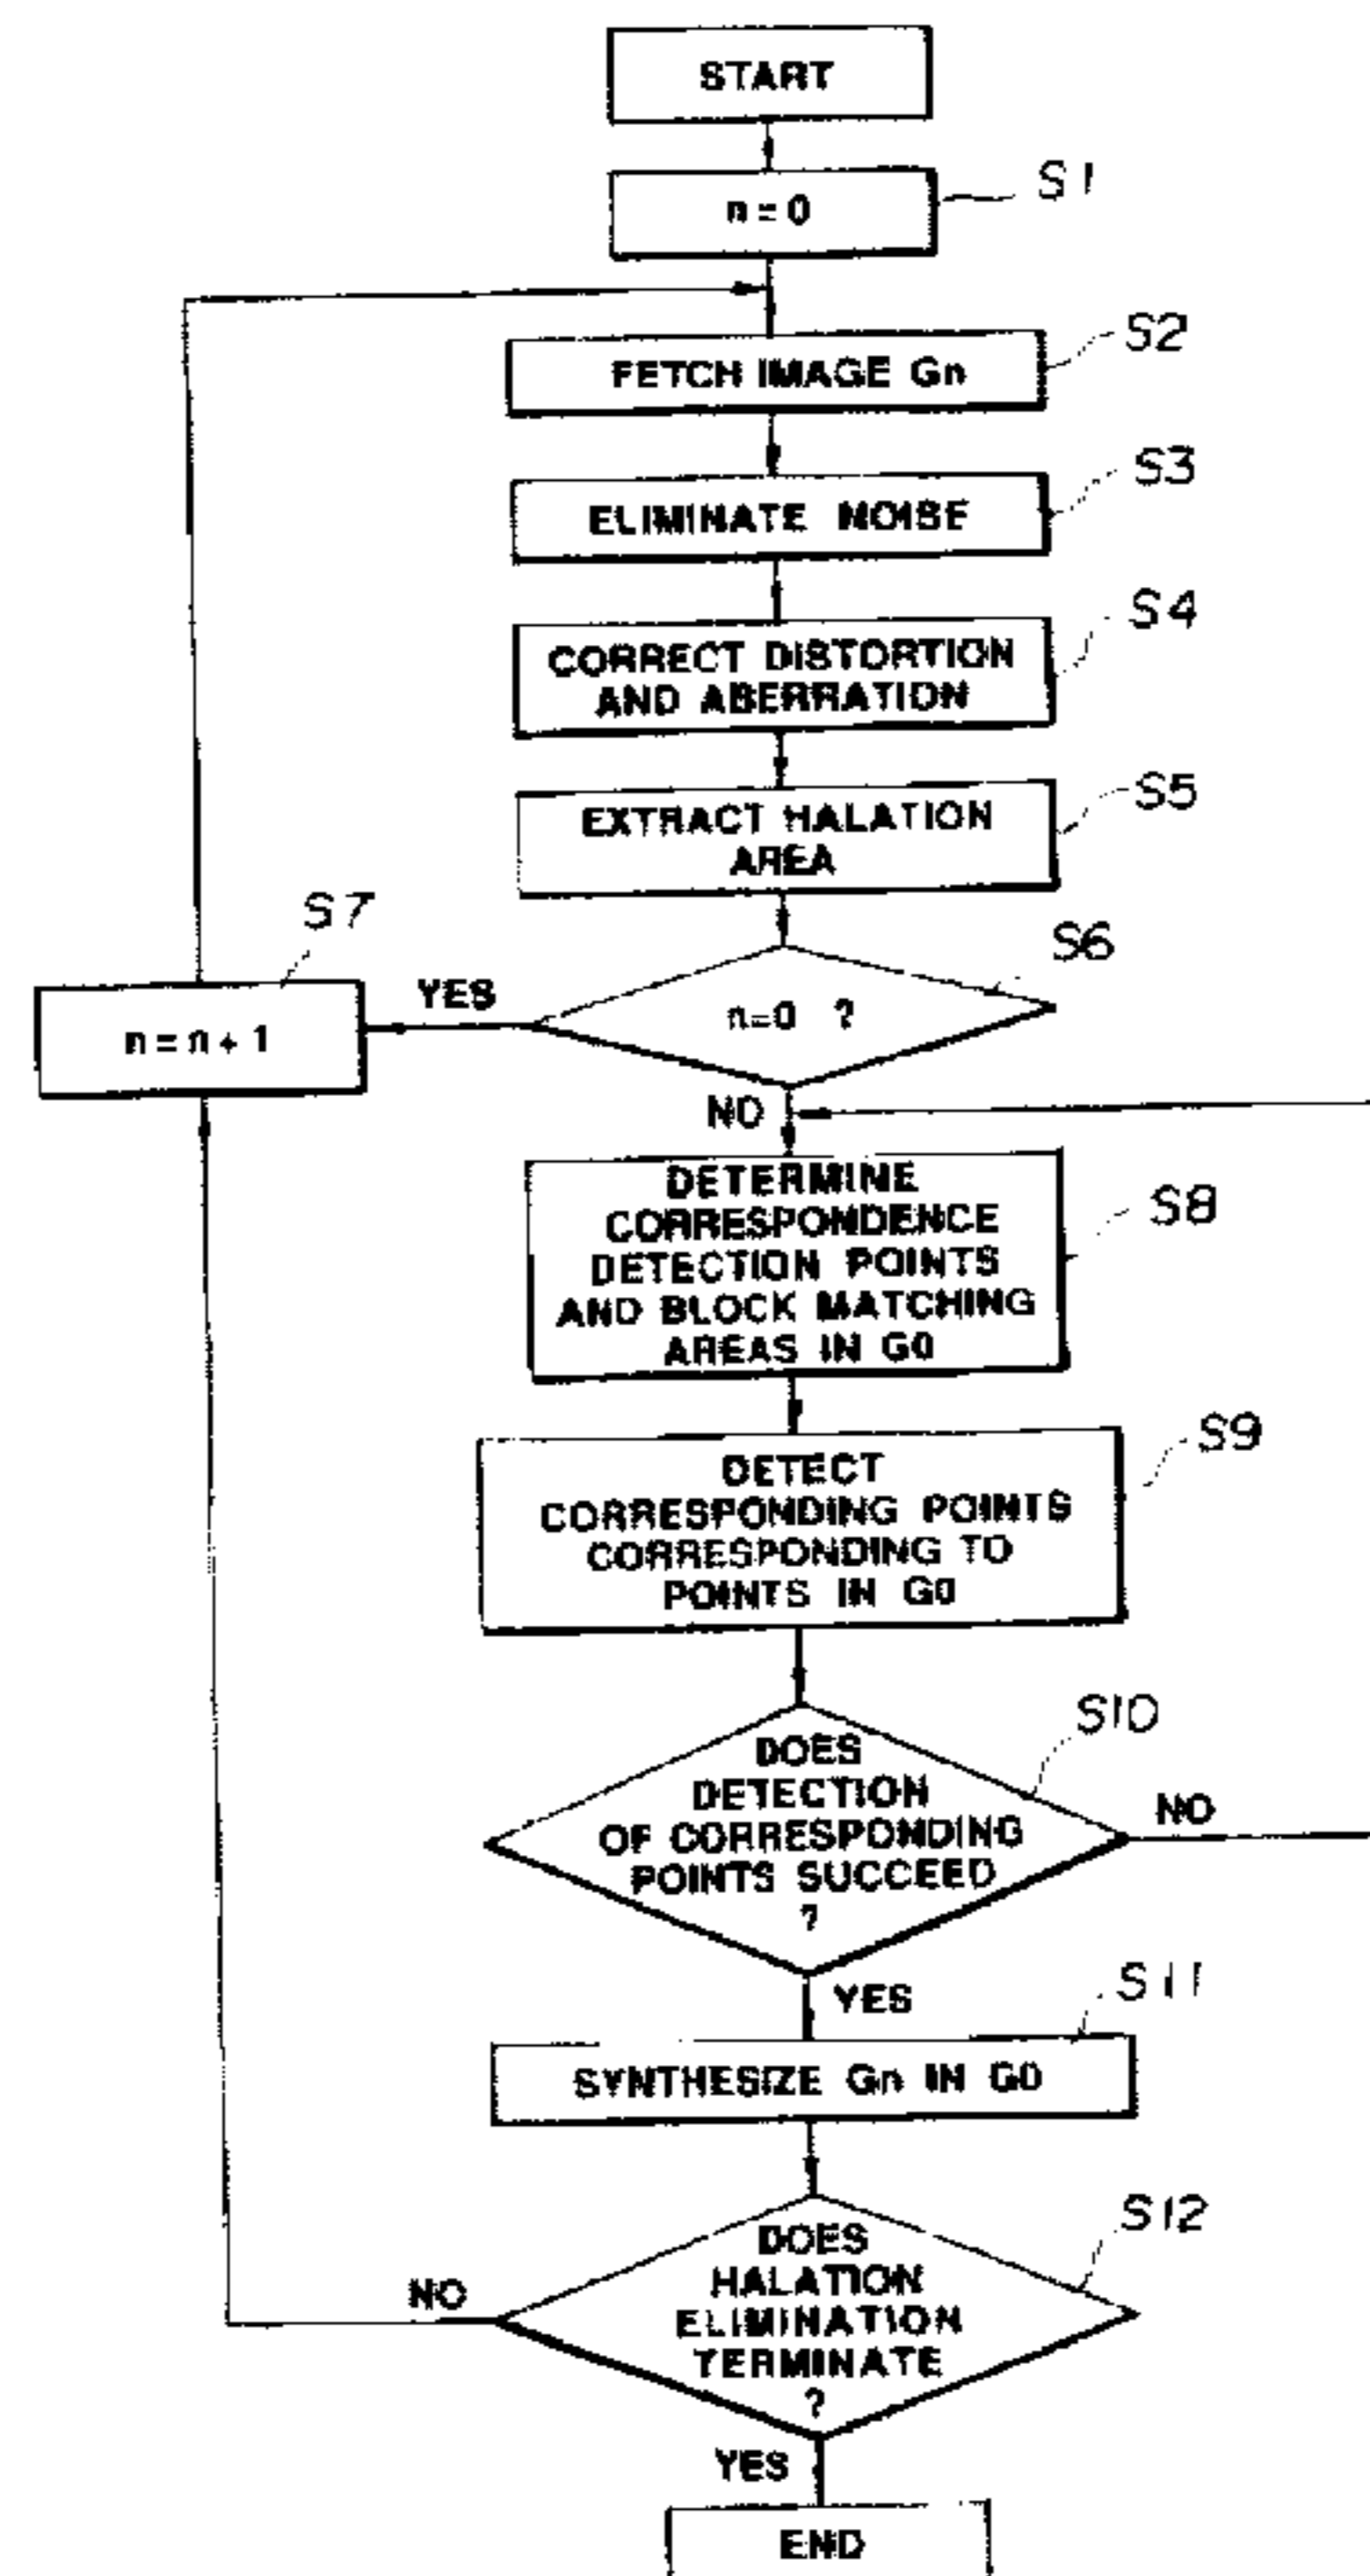 START
n = 0
S1
FETCH IMAGE Gn
S2
ELIMINATE NOISE
S3
CORRECT DISTORTION
AND ABERRATION
S4
EXTRACT HALATION
AREA
S5
S7
n = n + 1
YES
n=0 ?
S6
NO
DETERMINE
CORRESPONDENCE
DETECTION POINTS
AND BLOCK MATCHING
AREAS IN G0
S8
DETECT
CORRESPONDING POINTS
CORRESPONDING TO
POINTS IN G0
S9
DOES
DETECTION
OF CORRESPONDING
POINTS SUCCEED
?
S10
NO
YES
SYNTHESIZE Gn IN G0
S11
DOES
HALATION
ELIMINATION
TERMINATE
?
S12
NO
YES
END